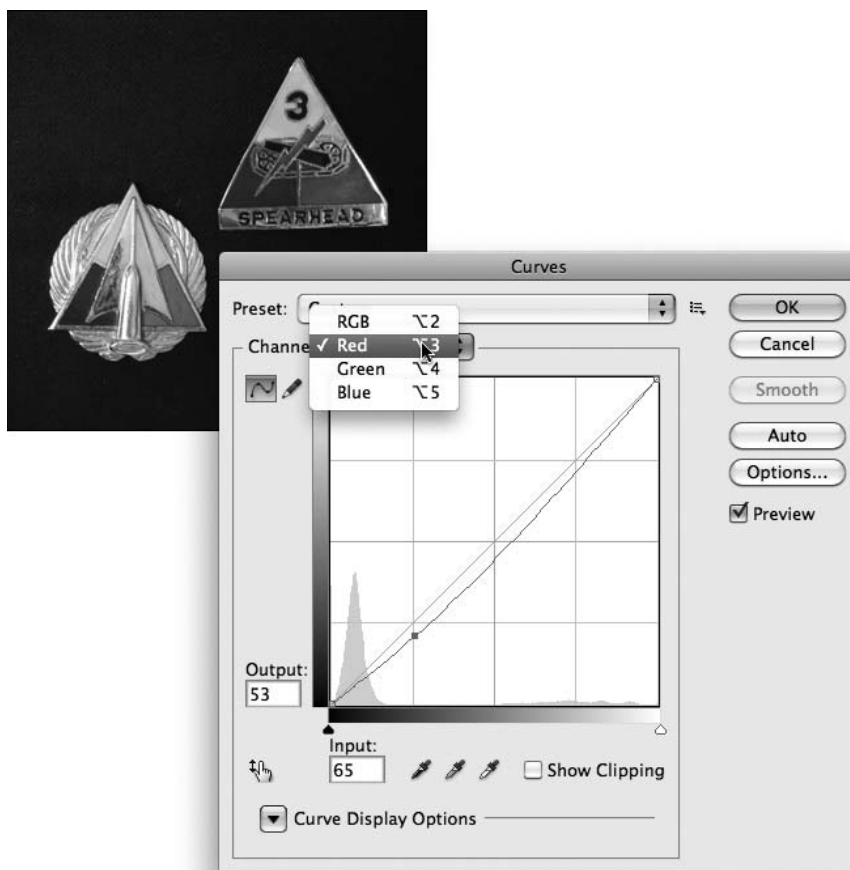 3
SPEARHEAD
Curves
Preset:
OK
RGB ⌥2
Channe
✓ Red ⌥3
Cancel
Green ⌥4
Blue ⌥5
Smooth
Auto
Options...
Preview
Output:
53
Input:
65
Show Clipping
Curve Display Options